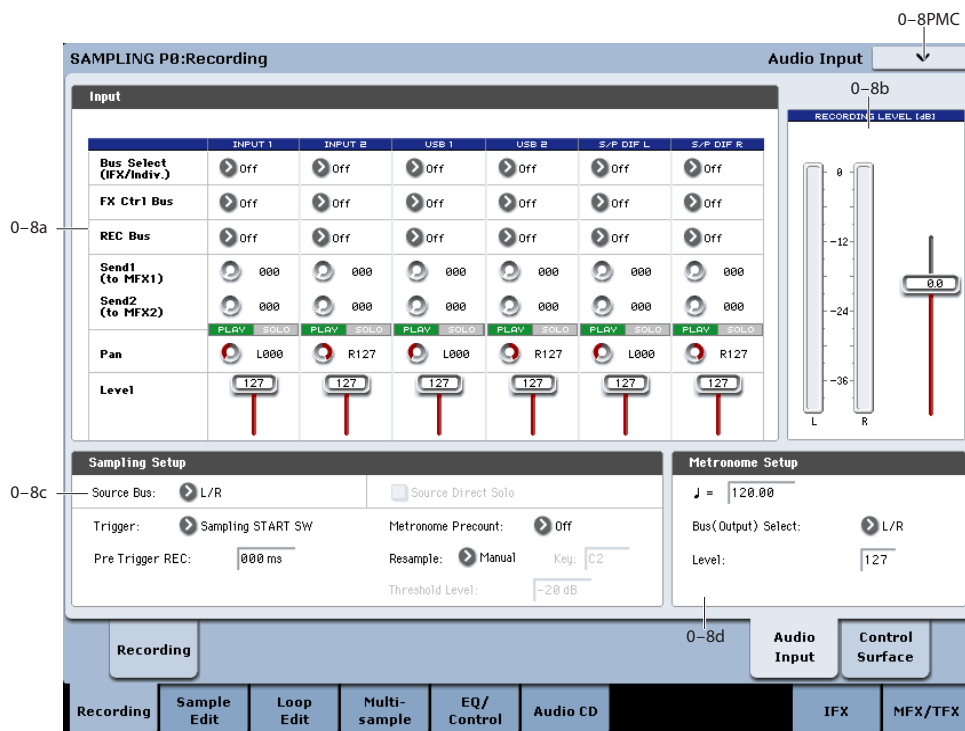 0–8PMC
SAMPLING P0:Recording
Audio Input
0–8b
Input
RECORDING LEVEL [dB]
INPUT 1 INPUT 2 USB 1 USB 2 S/P DIF L S/P DIF R
Bus Select
(IFX/Indiv.)
Off Off Off Off Off Off
FX Ctrl Bus
Off Off Off Off Off Off
0–8a
REC Bus
Off Off Off Off Off Off
Send1
(to MFX1)
000 000 000 000 000 000
Send2
(to MFX2)
000 000 000 000 000 000
PLAY SOLO PLAY SOLO PLAY SOLO PLAY SOLO PLAY SOLO PLAY SOLO
Pan
L000 R127 L000 R127 L000 R127
Level
127 127 127 127 127 127
0
-12
-24
-36
0.0
L R
Sampling Setup
0–8c
Source Bus: L/R
Source Direct Solo
Trigger: Sampling START SW
Metronome Precount: Off
Pre Trigger REC: 000 ms
Resample: Manual Key: C2
Threshold Level: -20 dB
Metronome Setup
♩ = 120.00
Bus(Output) Select: L/R
Level: 127
0–8d
Recording
Audio
Input
Control
Surface
Recording
Sample
Edit
Loop
Edit
Multi-
sample
EQ/
Control
Audio CD
IFX
MFX/TFX